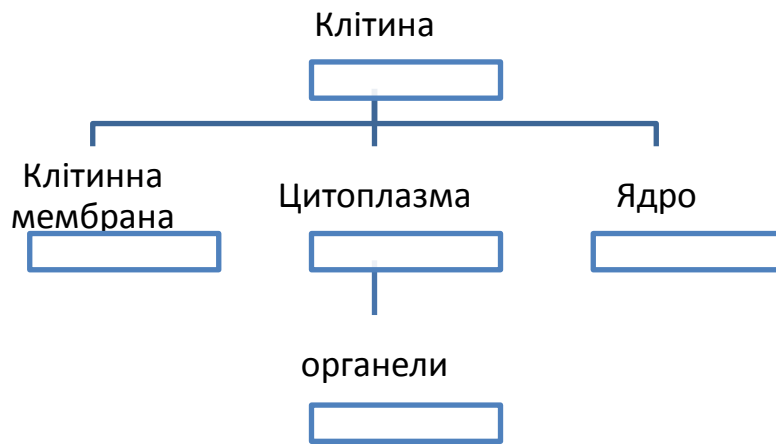 Клітина
Клітинна
мембрана
Цитоплазма
Ядро
органели